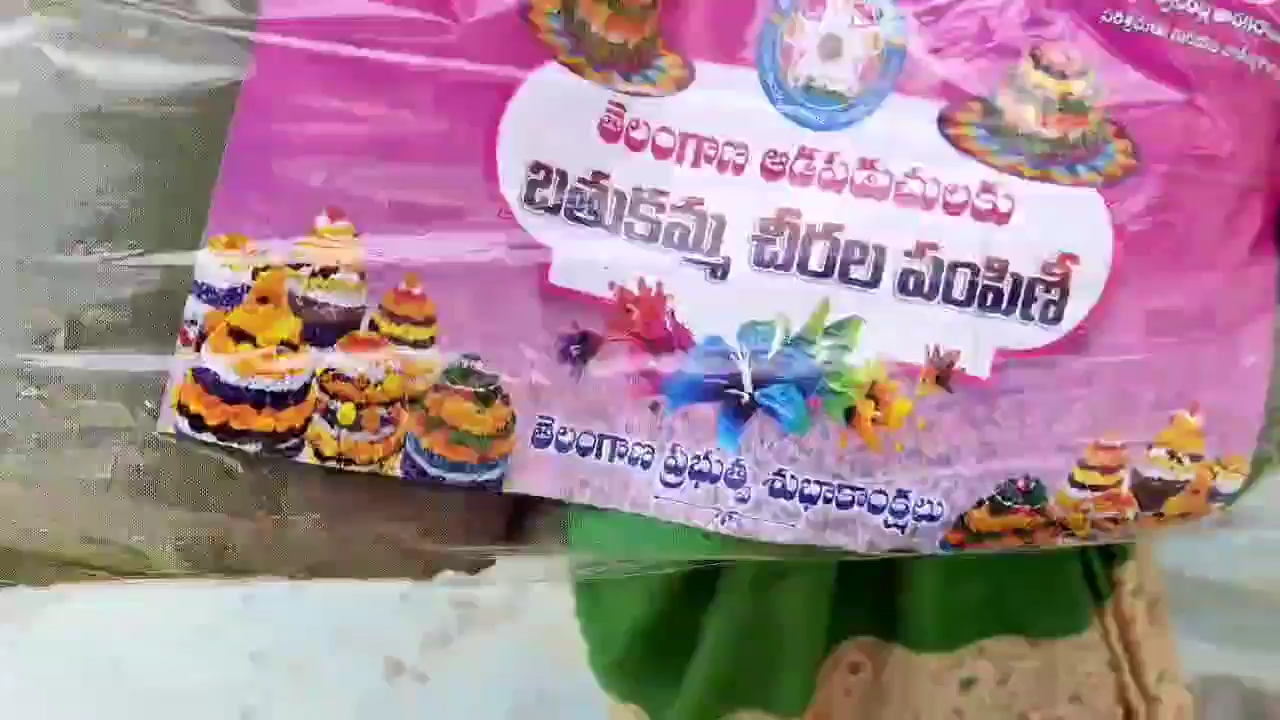 తెలంగాణ ఆడపడుచులకు
బతుకమ్మ చీరల పంపిణీ
తెలంగాణ ప్రభుత్వ శుభాకాంక్షలు